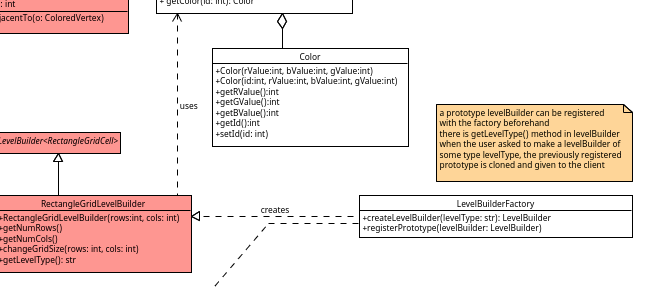 : int
+ getColor(id: int): Color
jacentTo(o: ColoredVertex)
Color
+Color(rValue:int, bValue:int, gValue:int)
+Color(id:int, rValue:int, bValue:int, gValue:int)
+getRValue():int
+getGValue():int
+getBValue():int
+getId():int
+setId(id: int)
uses
a prototype levelBuilder can be registered
with the factory beforehand
there is getLevelType() method in levelBuilder
when the user asked to make a levelBuilder of
some type levelType, the previously registered
prototype is cloned and given to the client
LevelBuilder<RectangleGridCell>
RectangleGridLevelBuilder
+RectangleGridLevelBuilder(rows:int, cols: int)
+getNumRows()
+getNumCols()
+changeGridSize(rows: int, cols: int)
+getLevelType(): str
creates
LevelBuilderFactory
+createLevelBuilder(levelType: str): LevelBuilder
+registerPrototype(levelBuilder: LevelBuilder)